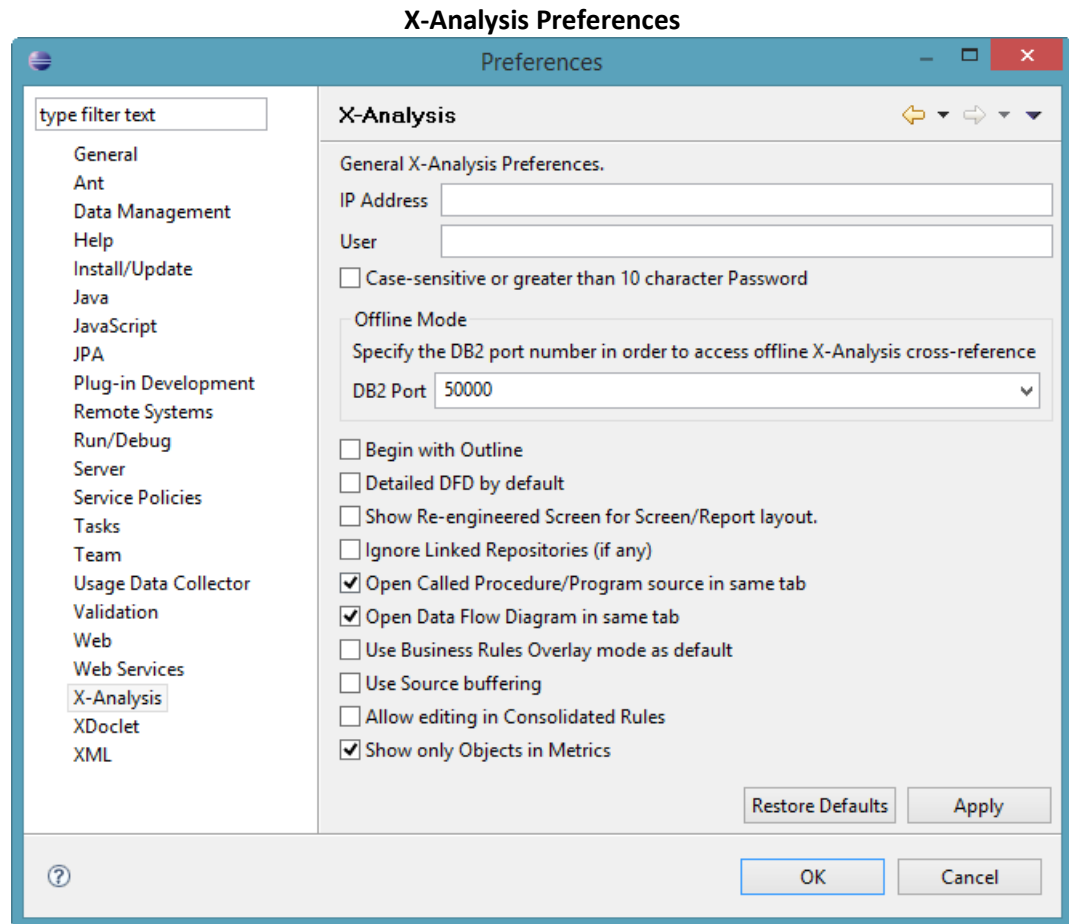 X-Analysis Preferences
Preferences
type filter text
General
Ant
Data Management
Help
Install/Update
Java
JavaScript
JPA
Plug-in Development
Remote Systems
Run/Debug
Server
Service Policies
Tasks
Team
Usage Data Collector
Validation
Web
Web Services
X-Analysis
XDoclet
XML
X-Analysis
General X-Analysis Preferences.
IP Address
User
Case-sensitive or greater than 10 character Password
Offline Mode
Specify the DB2 port number in order to access offline X-Analysis cross-reference
DB2 Port 50000
Begin with Outline
Detailed DFD by default
Show Re-engineered Screen for Screen/Report layout.
Ignore Linked Repositories (if any)
Open Called Procedure/Program source in same tab
Open Data Flow Diagram in same tab
Use Business Rules Overlay mode as default
Use Source buffering
Allow editing in Consolidated Rules
Show only Objects in Metrics
Restore Defaults Apply
OK Cancel